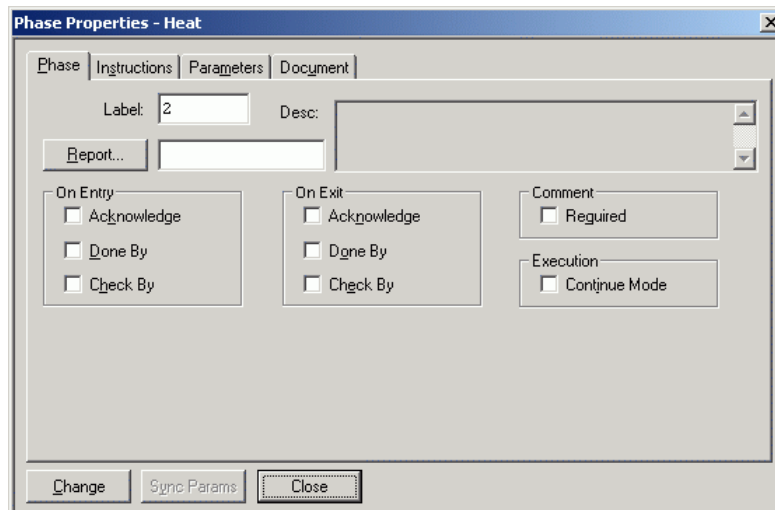 Phase Properties - Heat
Phase Instructions Parameters Document
Label: 2 Desc:
Report...
On Entry On Exit Comment
Acknowledge Acknowledge Reguired
Done By Done By Execution
Check By Check By Continue Mode
Change Sync Params Close